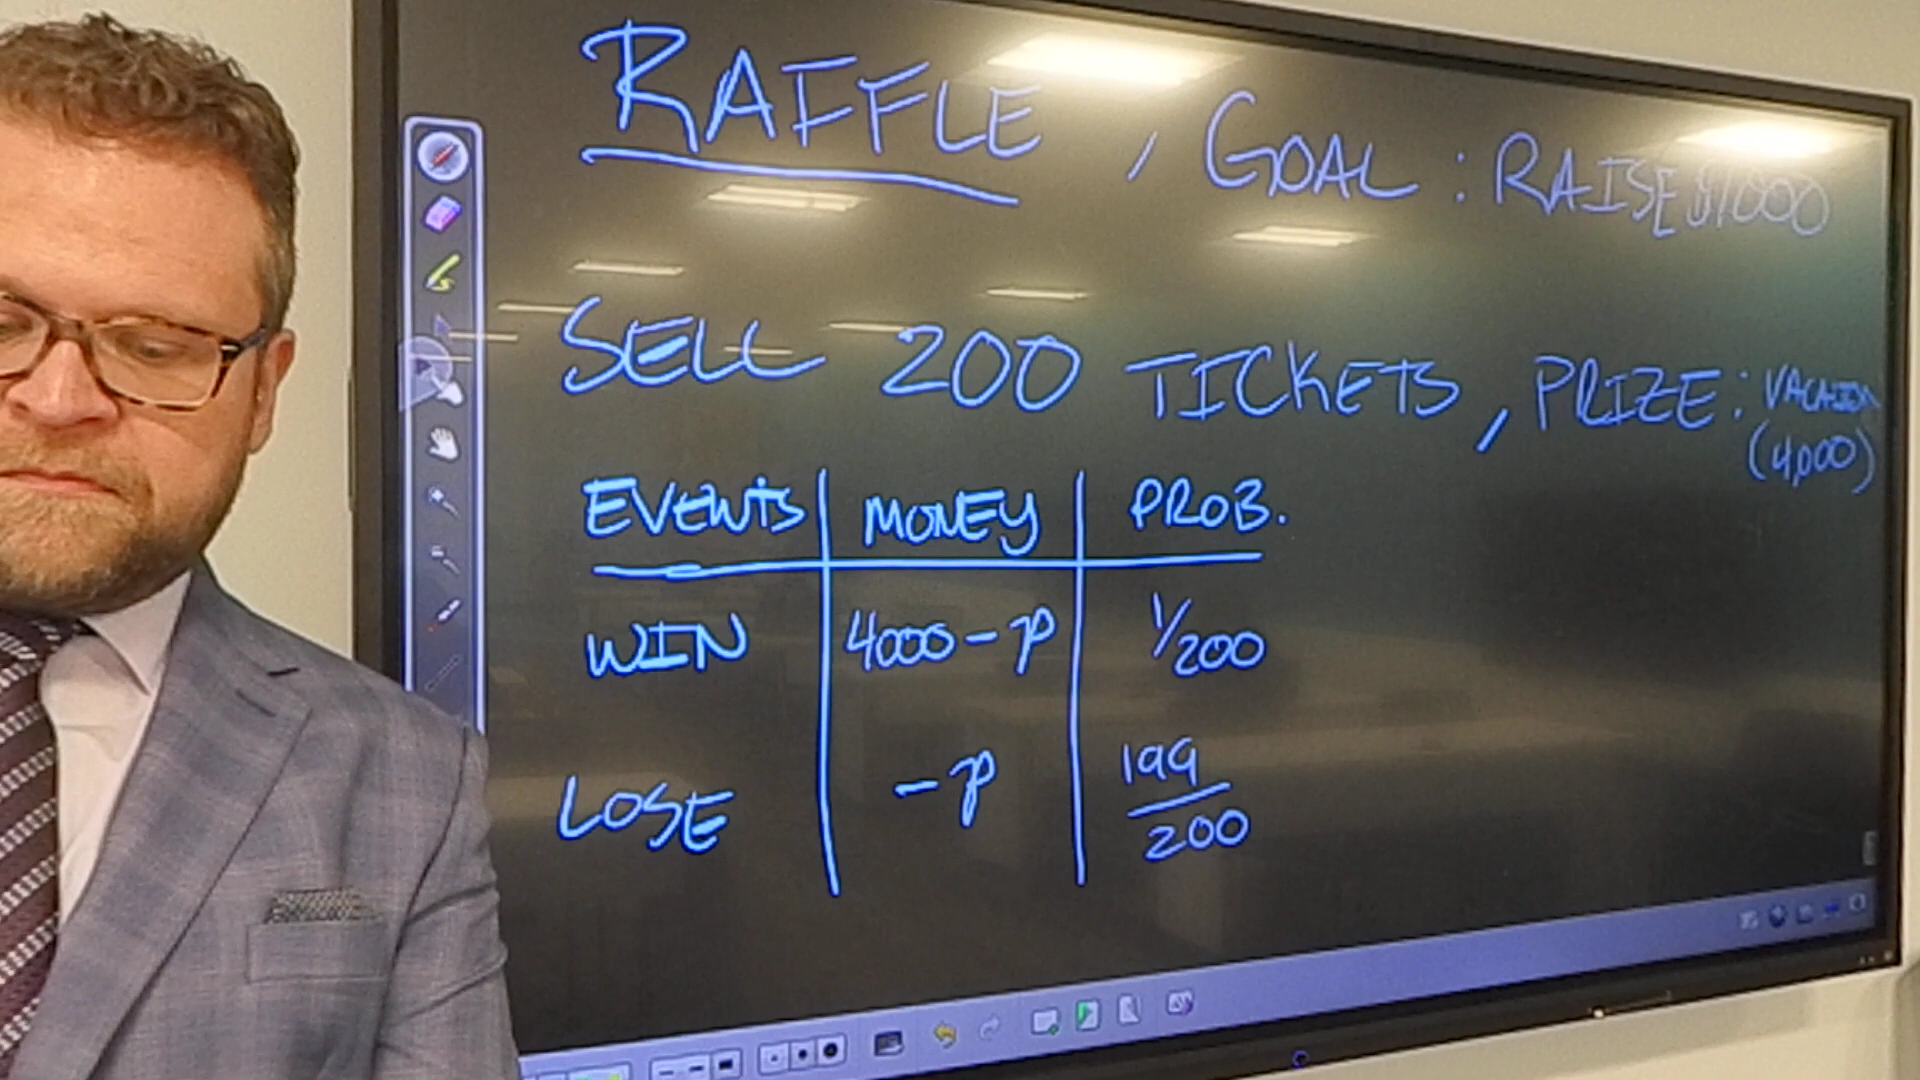 RAFFLE, GOAL: RAISE $1000
SELL 200 TICKETS, PRIZE: VACATION
(4,000)
EVENTS MONEY PROB.
WIN 4000-p 1/200
LOSE -p 199/200